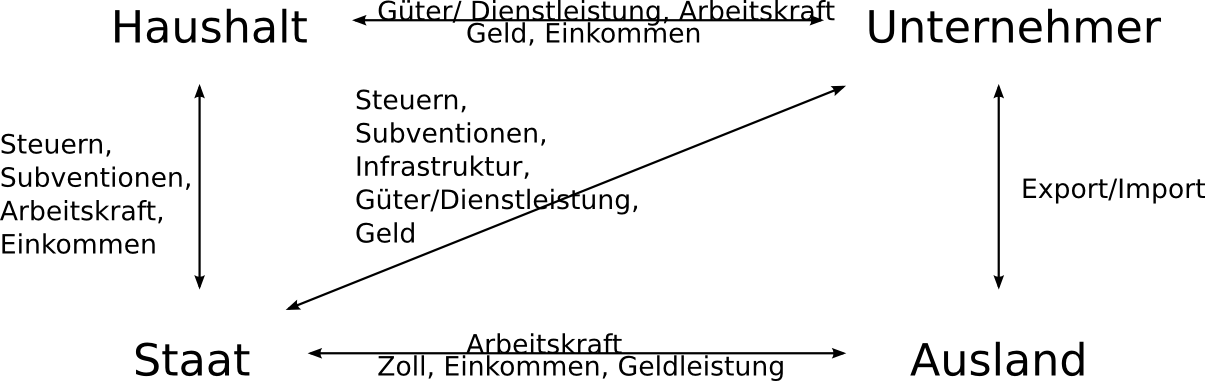 Haushalt
Güter/ Dienstleistung, Arbeitskraft
Geld, Einkommen
Unternehmer
Steuern,
Subventionen,
Arbeitskraft,
Einkommen
Steuern,
Subventionen,
Infrastruktur,
Güter/Dienstleistung,
Geld
Export/Import
Staat
Arbeitskraft
Zoll, Einkommen, Geldleistung
Ausland